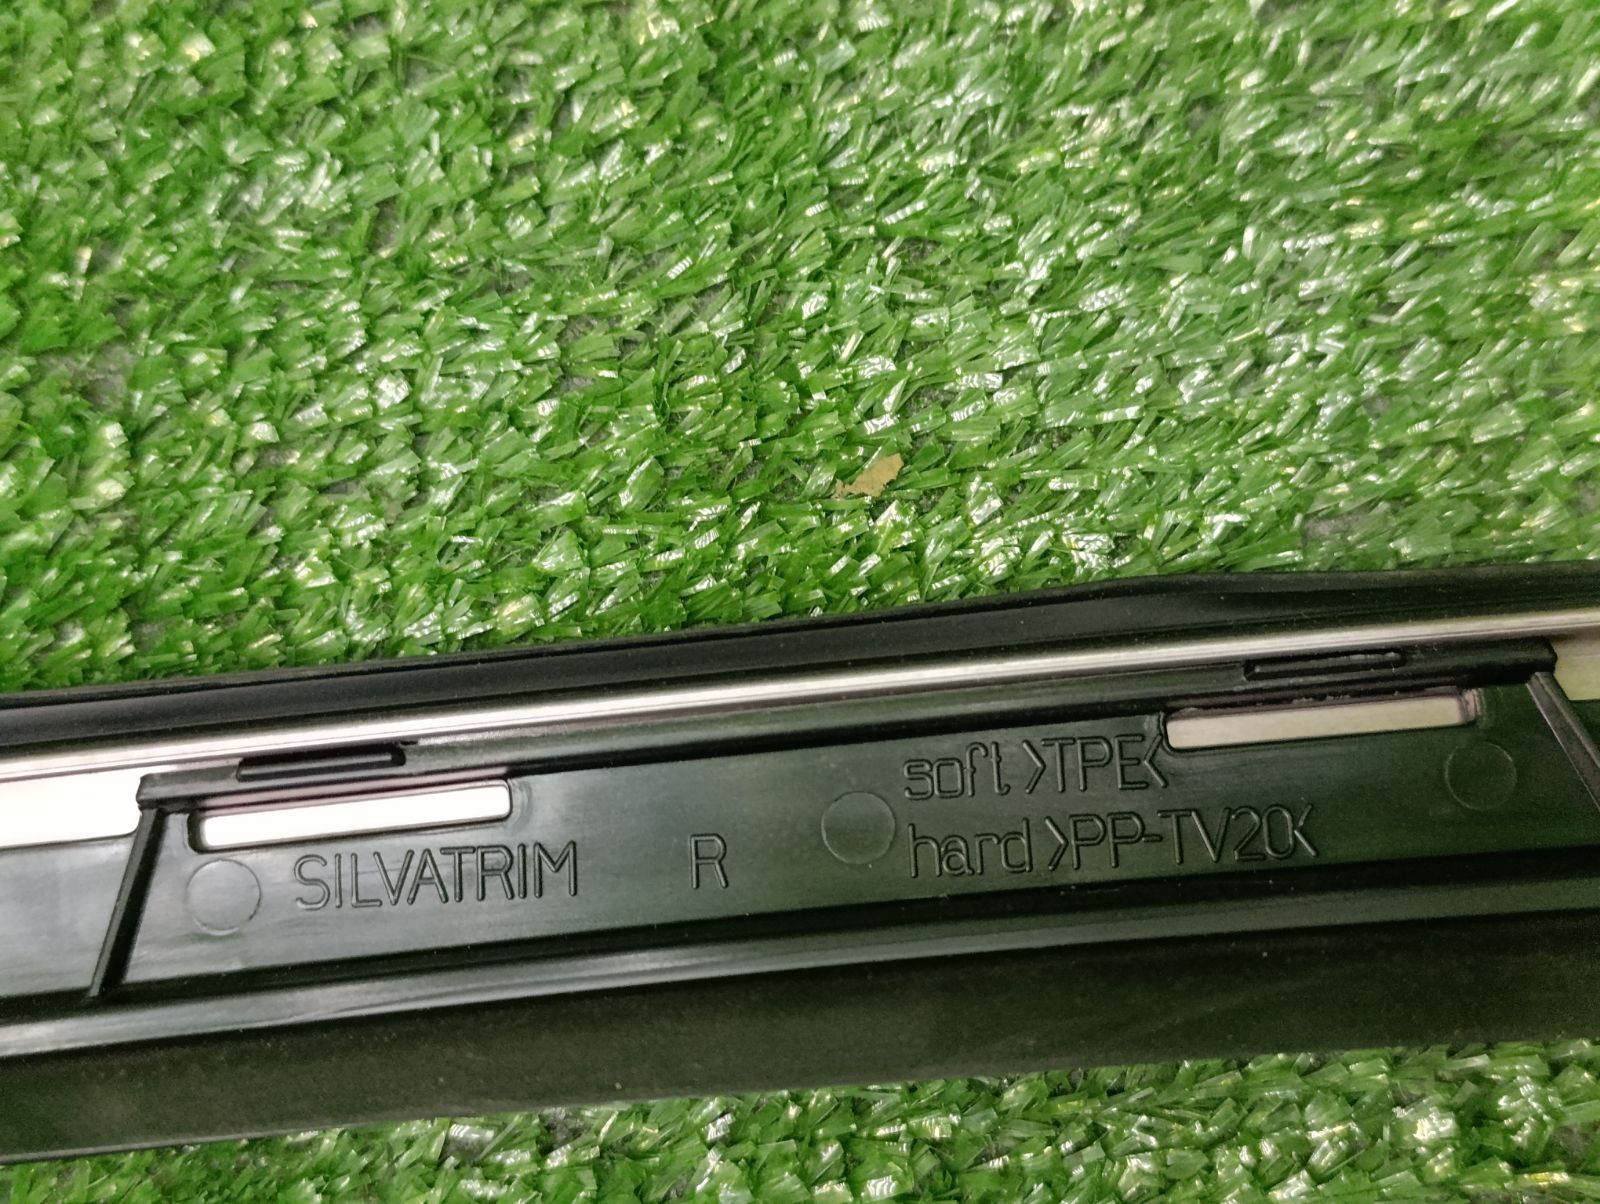 SILVATRIM R
soft >TPE<
hard >PP-TV20<